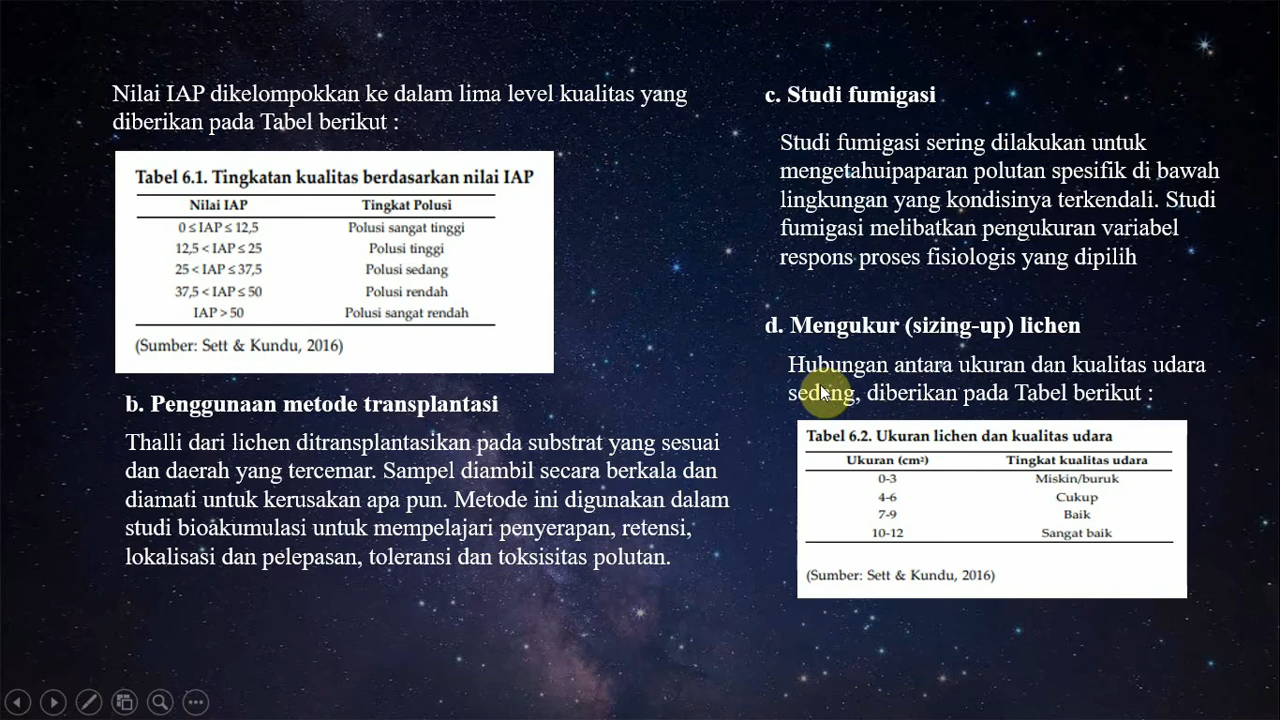 Nilai IAP dikelompokkan ke dalam lima level kualitas yang
diberikan pada Tabel berikut :
Tabel 6.1. Tingkatan kualitas berdasarkan nilai IAP
Nilai IAP Tingkat Polusi
0 ≤ IAP ≤ 12,5 Polusi sangat tinggi
12,5 < IAP ≤ 25 Polusi tinggi
25 < IAP ≤ 37,5 Polusi sedang
37,5 < IAP ≤ 50 Polusi rendah
IAP > 50 Polusi sangat rendah
(Sumber: Sett & Kundu, 2016)
b. Penggunaan metode transplantasi
Thalli dari lichen ditransplantasikan pada substrat yang sesuai
dan daerah yang tercemar. Sampel diambil secara berkala dan
diamati untuk kerusakan apa pun. Metode ini digunakan dalam
studi bioakumulasi untuk mempelajari penyerapan, retensi,
lokalisasi dan pelepasan, toleransi dan toksisitas polutan.
c. Studi fumigasi
Studi fumigasi sering dilakukan untuk
mengetahuipaparan polutan spesifik di bawah
lingkungan yang kondisinya terkendali. Studi
fumigasi melibatkan pengukuran variabel
respons proses fisiologis yang dipilih
d. Mengukur (sizing-up) lichen
Hubungan antara ukuran dan kualitas udara
sedang, diberikan pada Tabel berikut :
Tabel 6.2. Ukuran lichen dan kualitas udara
Ukuran (cm²) Tingkat kualitas udara
0-3 Miskin/buruk
4-6 Cukup
7-9 Baik
10-12 Sangat baik
(Sumber: Sett & Kundu, 2016)